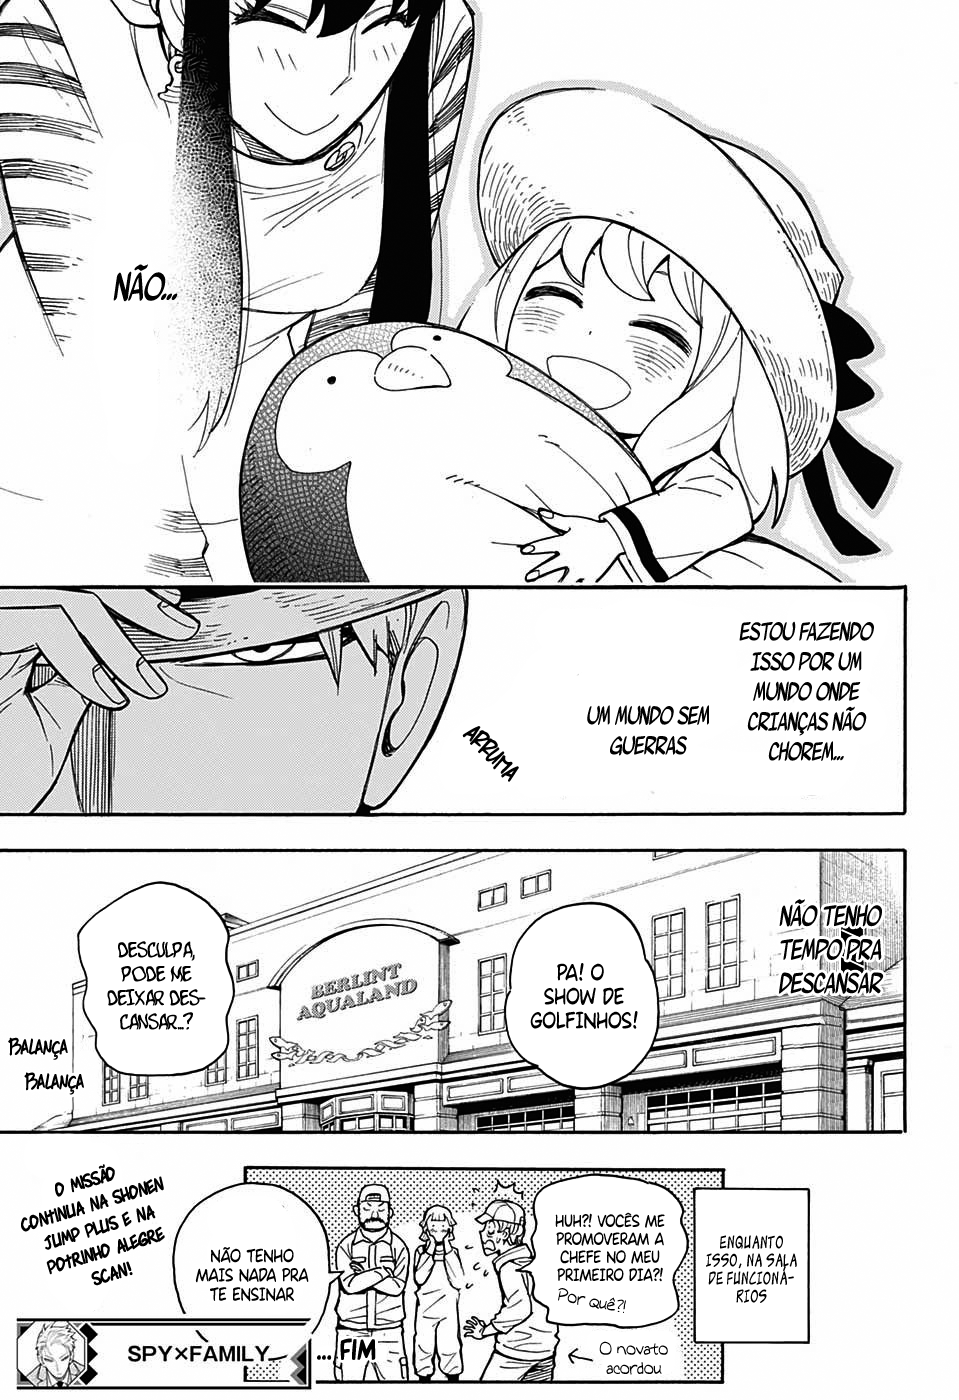 NÃO...
ESTOU FAZENDO
ISSO POR UM
MUNDO ONDE
CRIANÇAS NÃO
CHOREM...
UM MUNDO SEM
GUERRAS
ARRUMA
NÃO TENHO
TEMPO PRA
DESCANSAR
PA! O
SHOW DE
GOLFINHOS!
BERLINT
AQUALAND
DESCULPA,
PODE ME
DEIXAR DES-
CANSAR..?
BALANÇA
BALANÇA
ENQUANTO
ISSO, NA SALA
DE FUNCIONÁ-
RIOS
HUH?! VOCÊS ME
PROMOVERAM A
CHEFE NO MEU
PRIMEIRO DIA?!
Por quê?!
O novato
acordou
NÃO TENHO
MAIS NADA PRA
TE ENSINAR
O MISSÃO
CONTINUA NA SHONEN
JUMP PLUS E NA
POTRINHO ALEGRE
SCAN!
SPY×FAMILY
... FIM